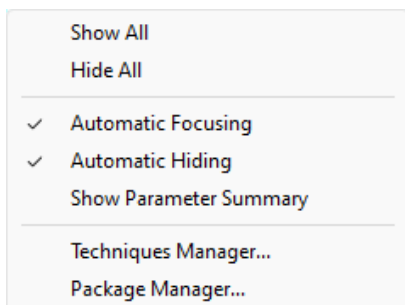 Show All
Hide All
Automatic Focusing
Automatic Hiding
Show Parameter Summary
Techniques Manager...
Package Manager...